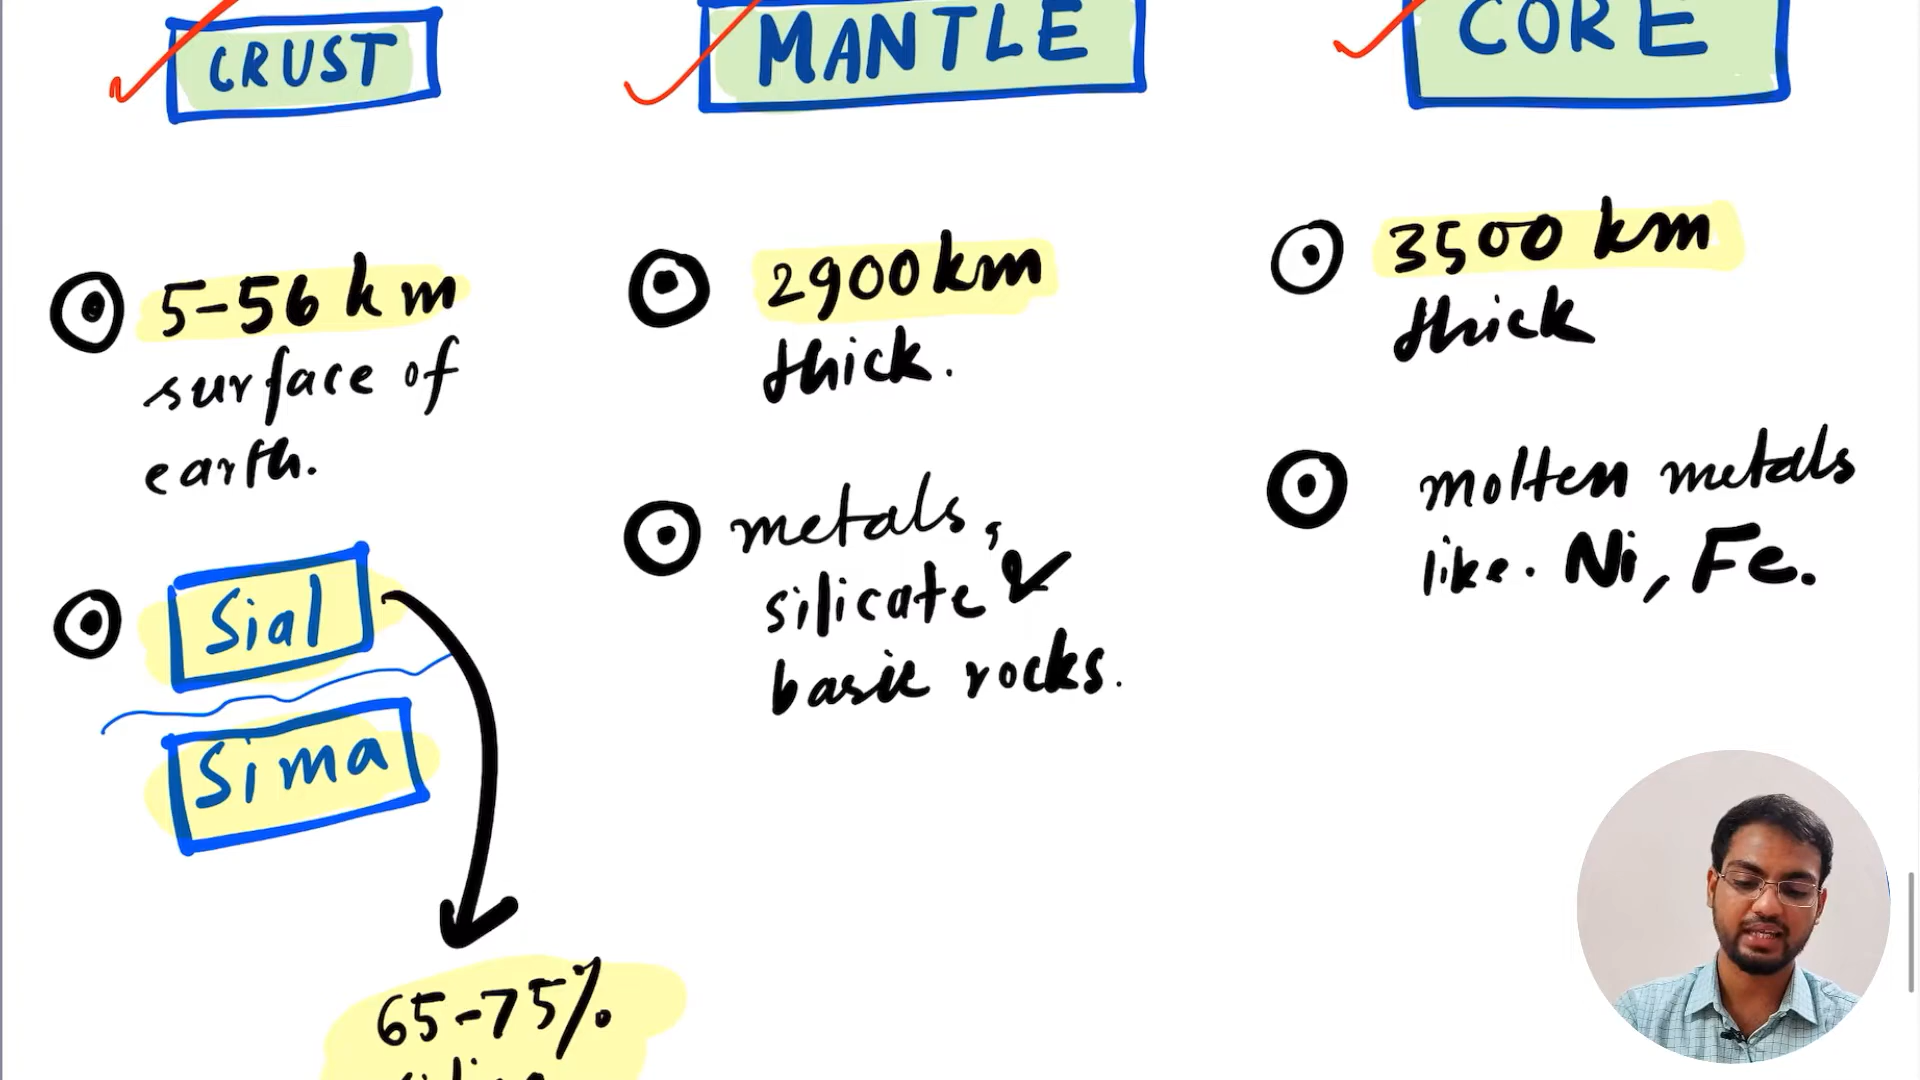 CRUST
5-56 km
surface of
earth.
Sial
Sima
65-75%
MANTLE
2900 km
thick.
metals,
silicate &
basic rocks.
CORE
3500 km
thick
molten metals
like. Ni, Fe.